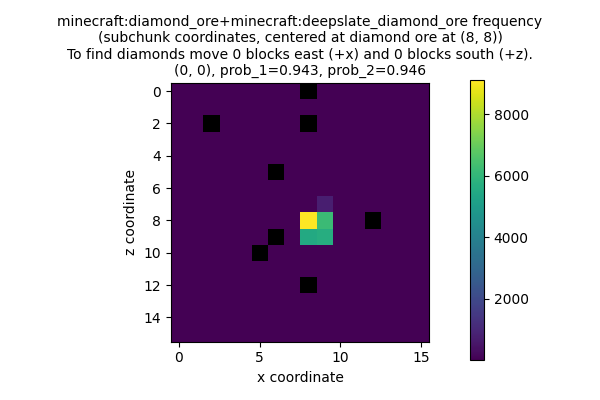 minecraft:diamond_ore+minecraft:deepslate_diamond_ore frequency
(subchunk coordinates, centered at diamond ore at (8, 8))
To find diamonds move 0 blocks east (+x) and 0 blocks south (+z).
(0, 0), prob_1=0.943, prob_2=0.946
0
2
4
6
8
10
12
14
z coordinate
0
5
10
15
x coordinate
8000
6000
4000
2000